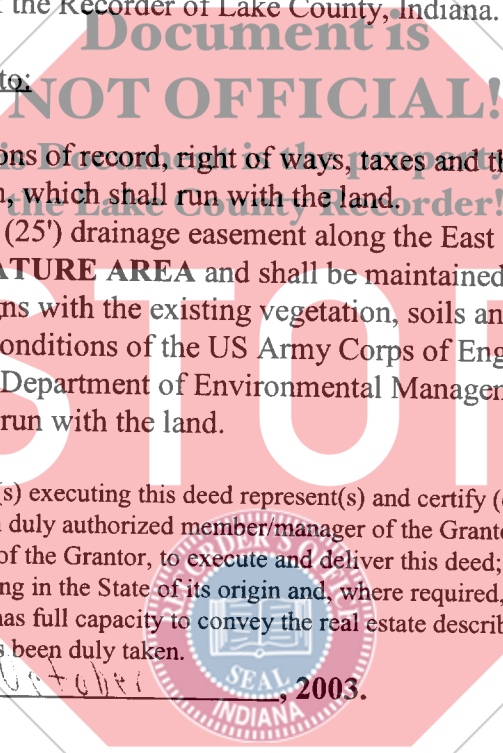 the Recorder of Lake County, Indiana.
Document is
to:
NOT OFFICIAL!
ons of record, right of ways, taxes and th
This Document is the property
n, which shall run with the land.
the Lake County Recorder!
(25') drainage easement along the East
ATURE AREA and shall be maintained
ns with the existing vegetation, soils an
onditions of the US Army Corps of Eng
Department of Environmental Managem
run with the land.
STOP
(s) executing this deed represent(s) and certify (
duly authorized member/manager of the Granto
of the Grantor, to execute and deliver this deed;
ng in the State of its origin and, where required,
has full capacity to convey the real estate describ
s been duly taken.
October , 2003.
RECORDER'S OFFICE
SEAL
INDIANA